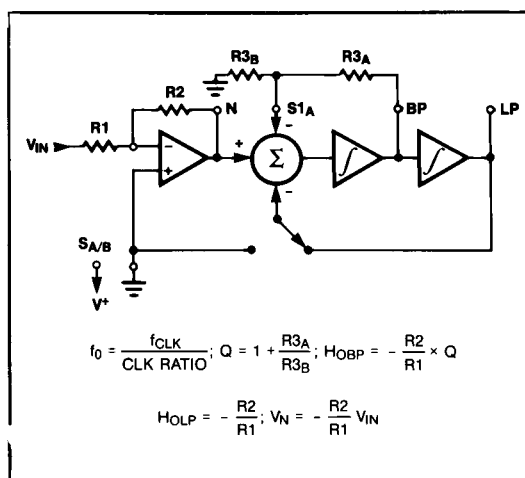 R3B
R3A
R2
N
S1A
BP
LP
R1
VIN
−
+
+
−
Σ
−
∫
∫
SA/B
V+
f0 = fCLK / CLK RATIO; Q = 1 + R3A / R3B; HOBP = − R2 / R1 × Q
HOLP = − R2 / R1; VN = − R2 / R1 VIN